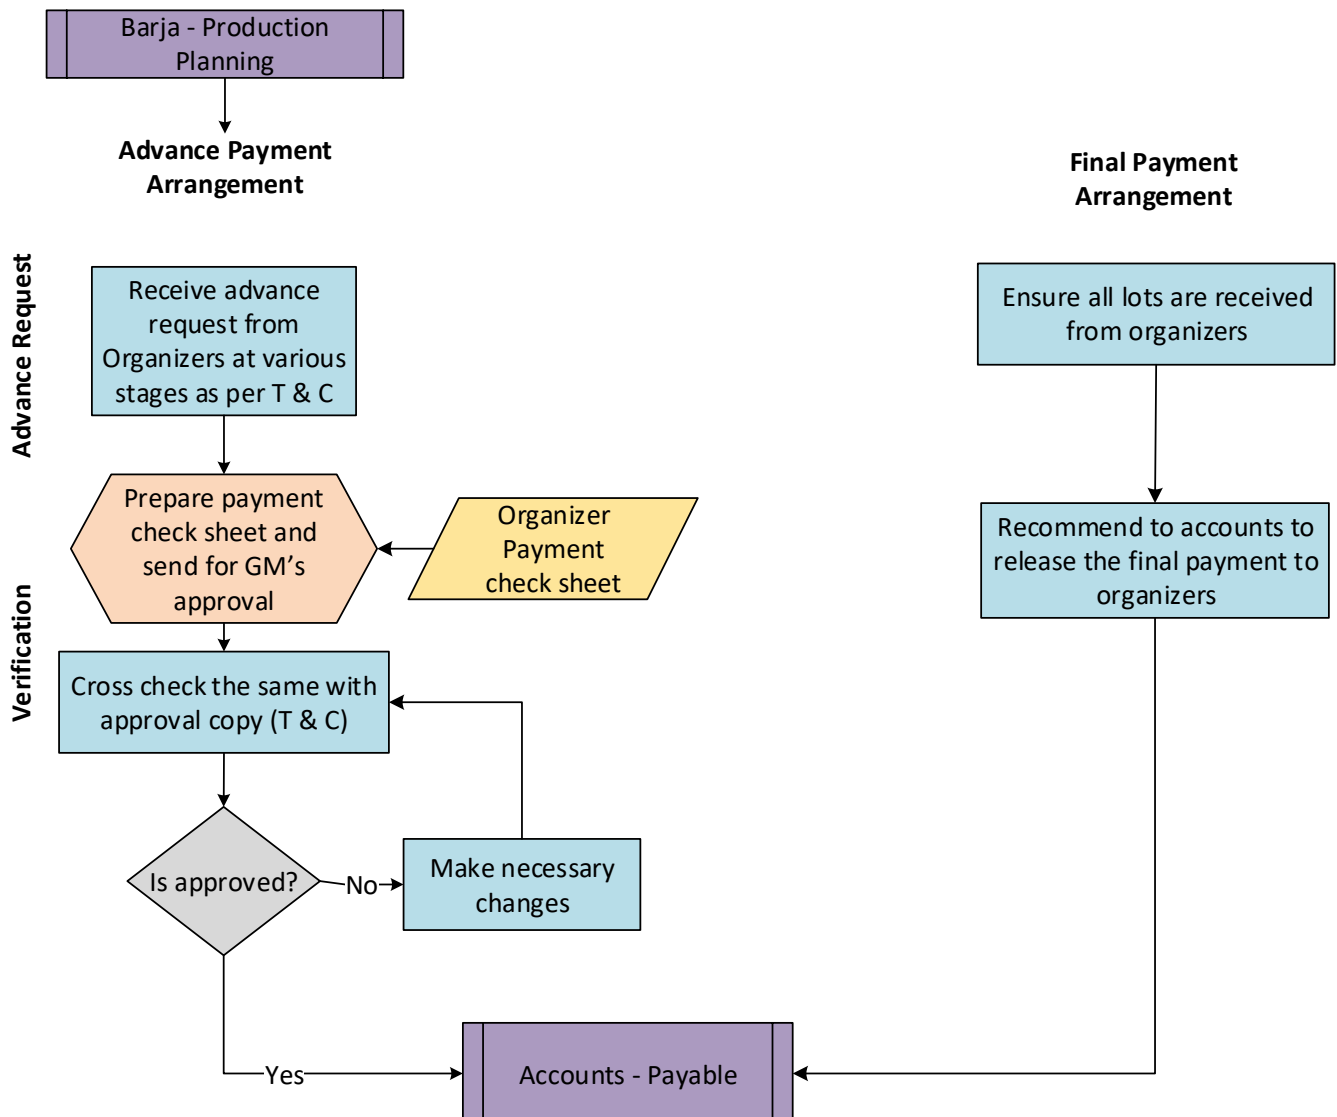 Barja - Production
Planning
Advance Payment
Arrangement
Final Payment
Arrangement
Advance Request
Receive advance
request from
Organizers at various
stages as per T & C
Ensure all lots are received
from organizers
Prepare payment
check sheet and
send for GM’s
approval
Organizer
Payment
check sheet
Recommend to accounts to
release the final payment to
organizers
Verification
Cross check the same with
approval copy (T & C)
Is approved?
No
Make necessary
changes
Yes
Accounts - Payable